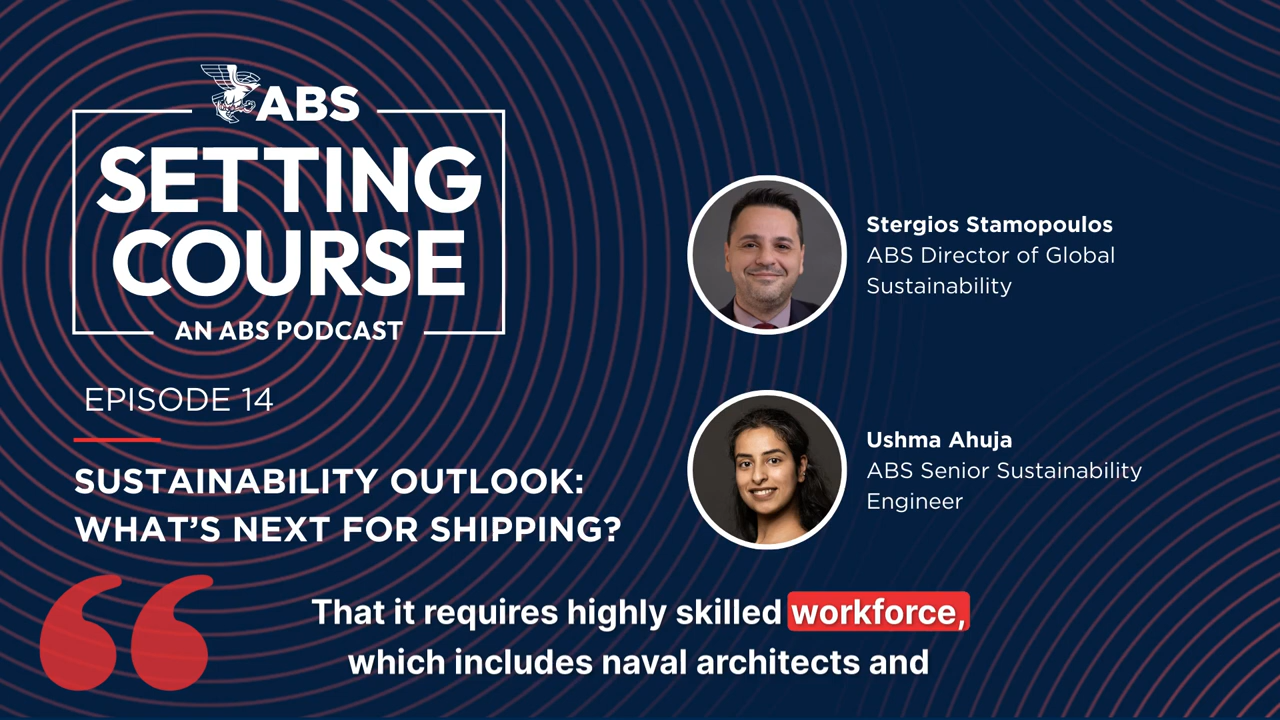 ABS
SETTING
COURSE
AN ABS PODCAST
EPISODE 14
SUSTAINABILITY OUTLOOK:
WHAT’S NEXT FOR SHIPPING?
Stergios Stamopoulos
ABS Director of Global
Sustainability
Ushma Ahuja
ABS Senior Sustainability
Engineer
That it requires highly skilled workforce,
which includes naval architects and